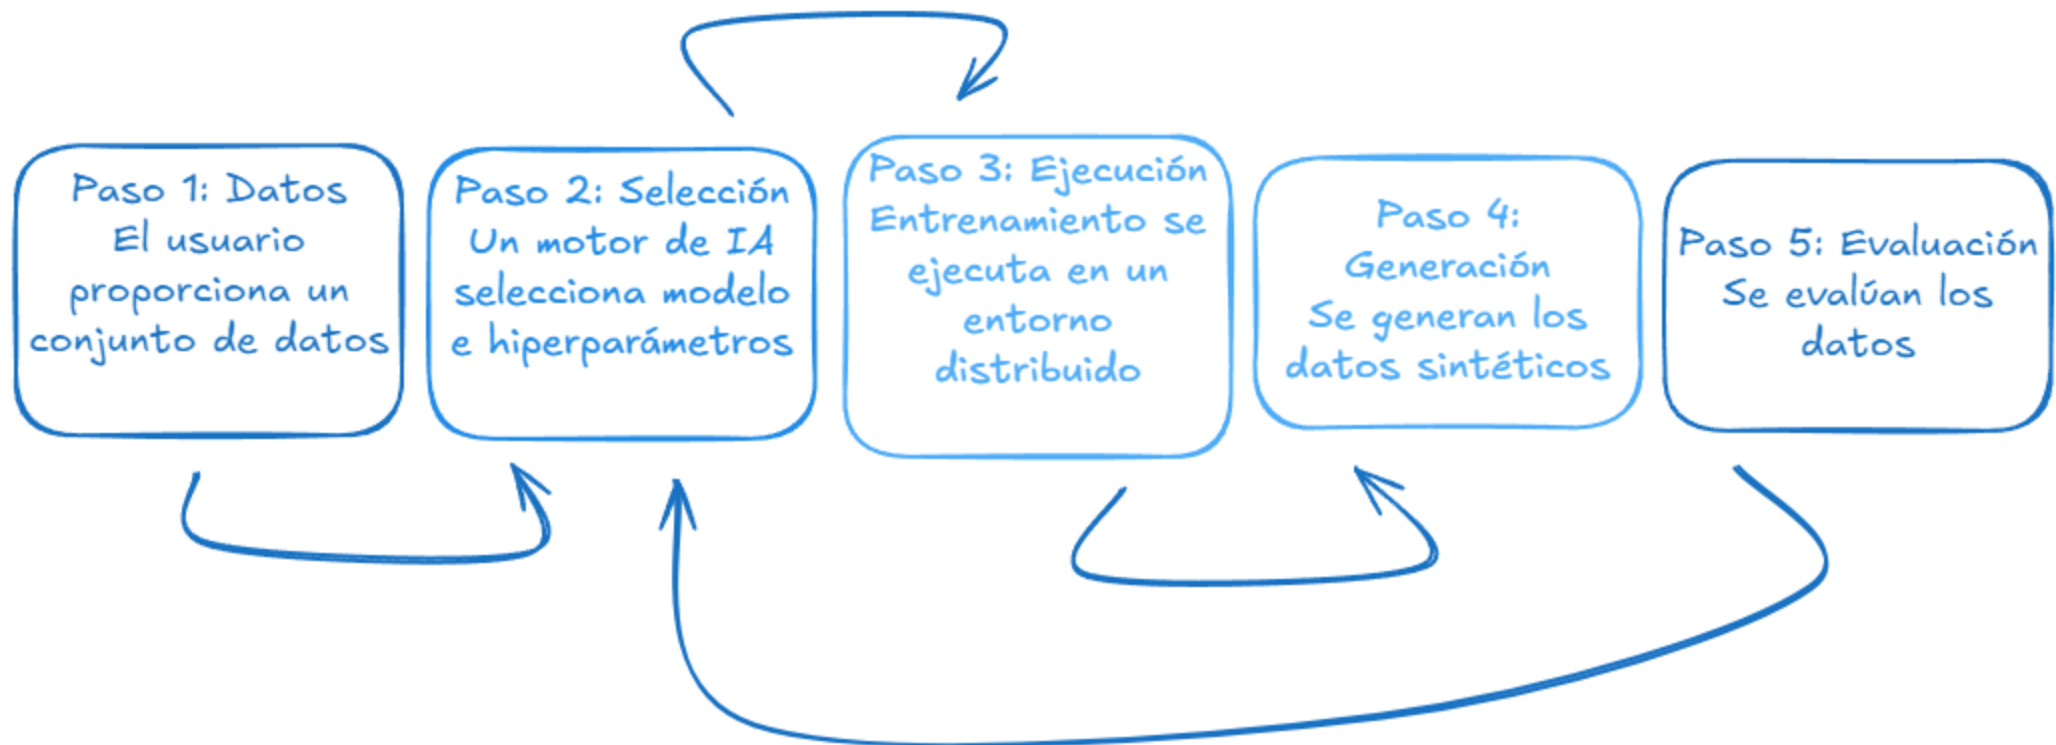 Paso 1: Datos
El usuario
proporciona un
conjunto de datos
Paso 2: Selección
Un motor de IA
selecciona modelo
e hiperparámetros
Paso 3: Ejecución
Entrenamiento se
ejecuta en un
entorno
distribuido
Paso 4:
Generación
Se generan los
datos sintéticos
Paso 5: Evaluación
Se evalúan los
datos